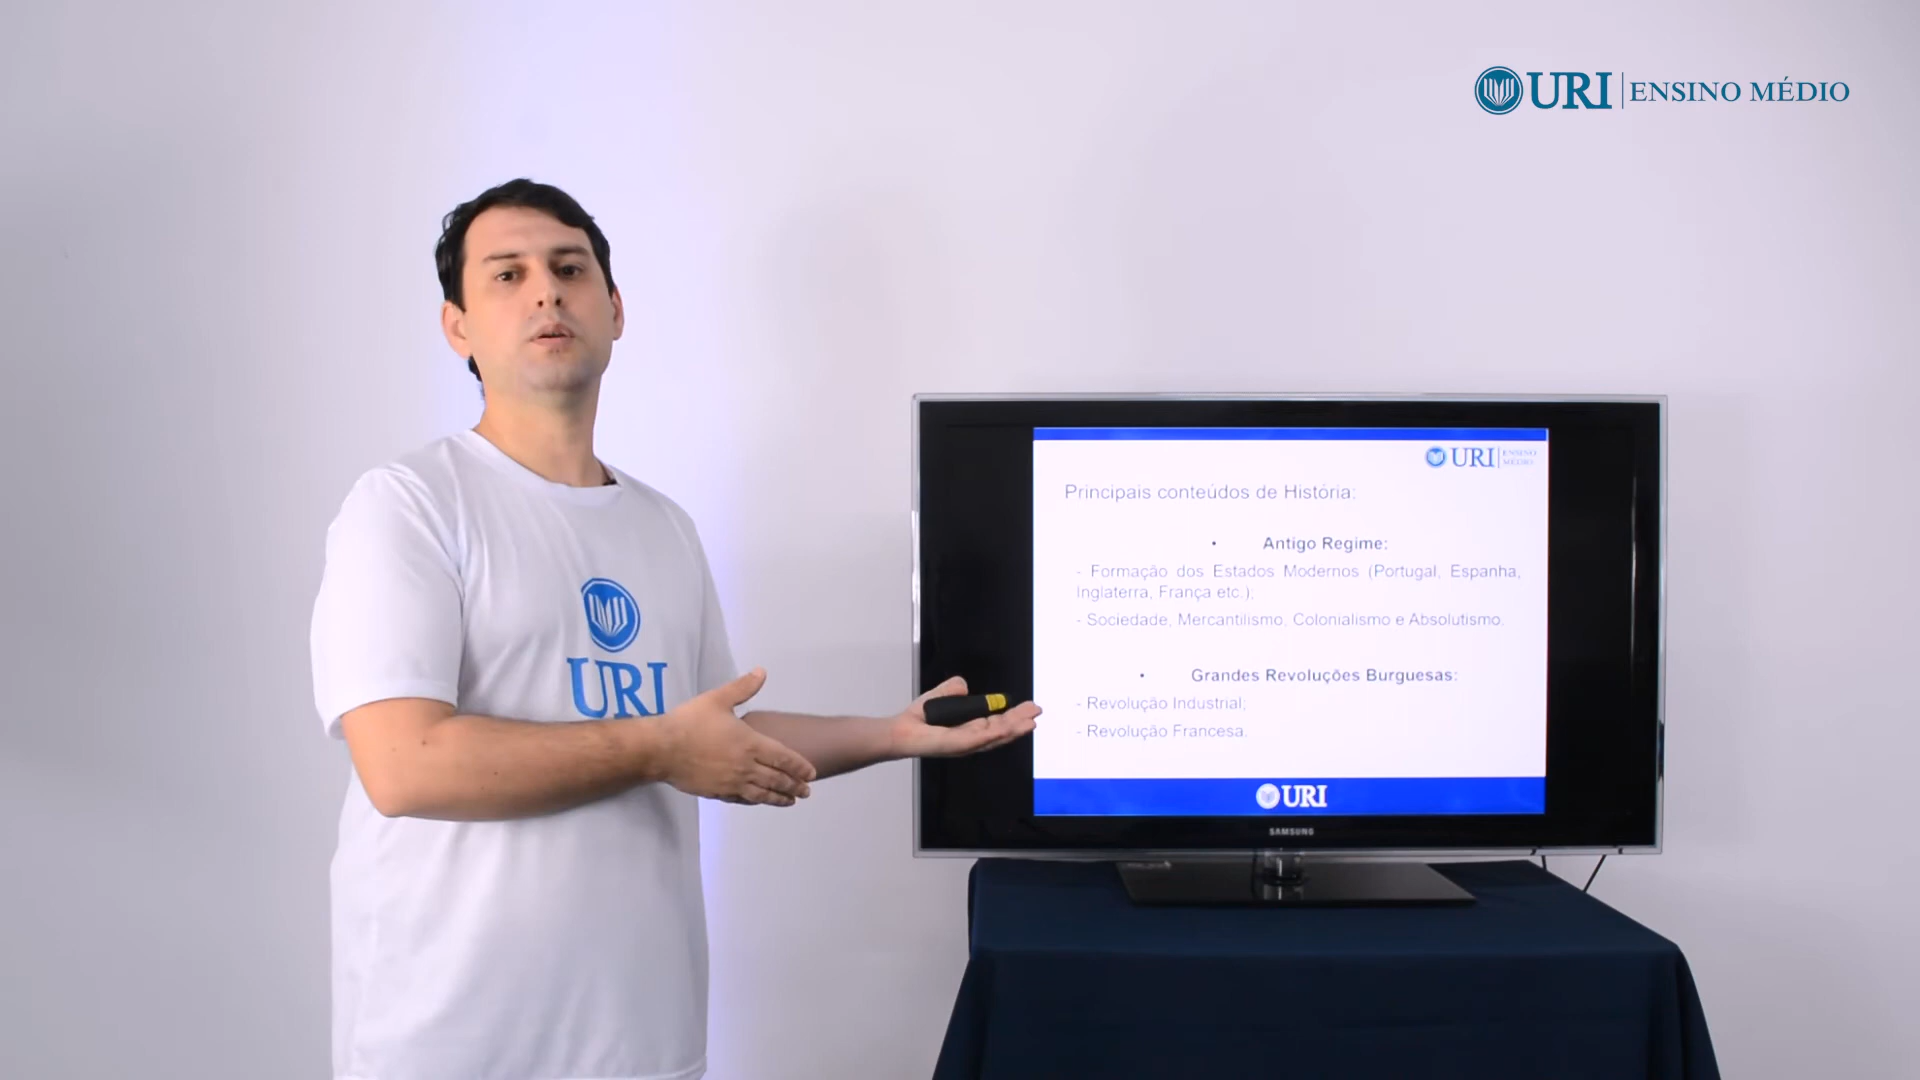 URI ENSINO MÉDIO
URI
URI ENSINO
MÉDIO
Principais conteúdos de História:
• Antigo Regime:
- Formação dos Estados Modernos (Portugal, Espanha,
Inglaterra, França etc.);
- Sociedade, Mercantilismo, Colonialismo e Absolutismo.
• Grandes Revoluções Burguesas:
- Revolução Industrial;
- Revolução Francesa.
URI
SAMSUNG